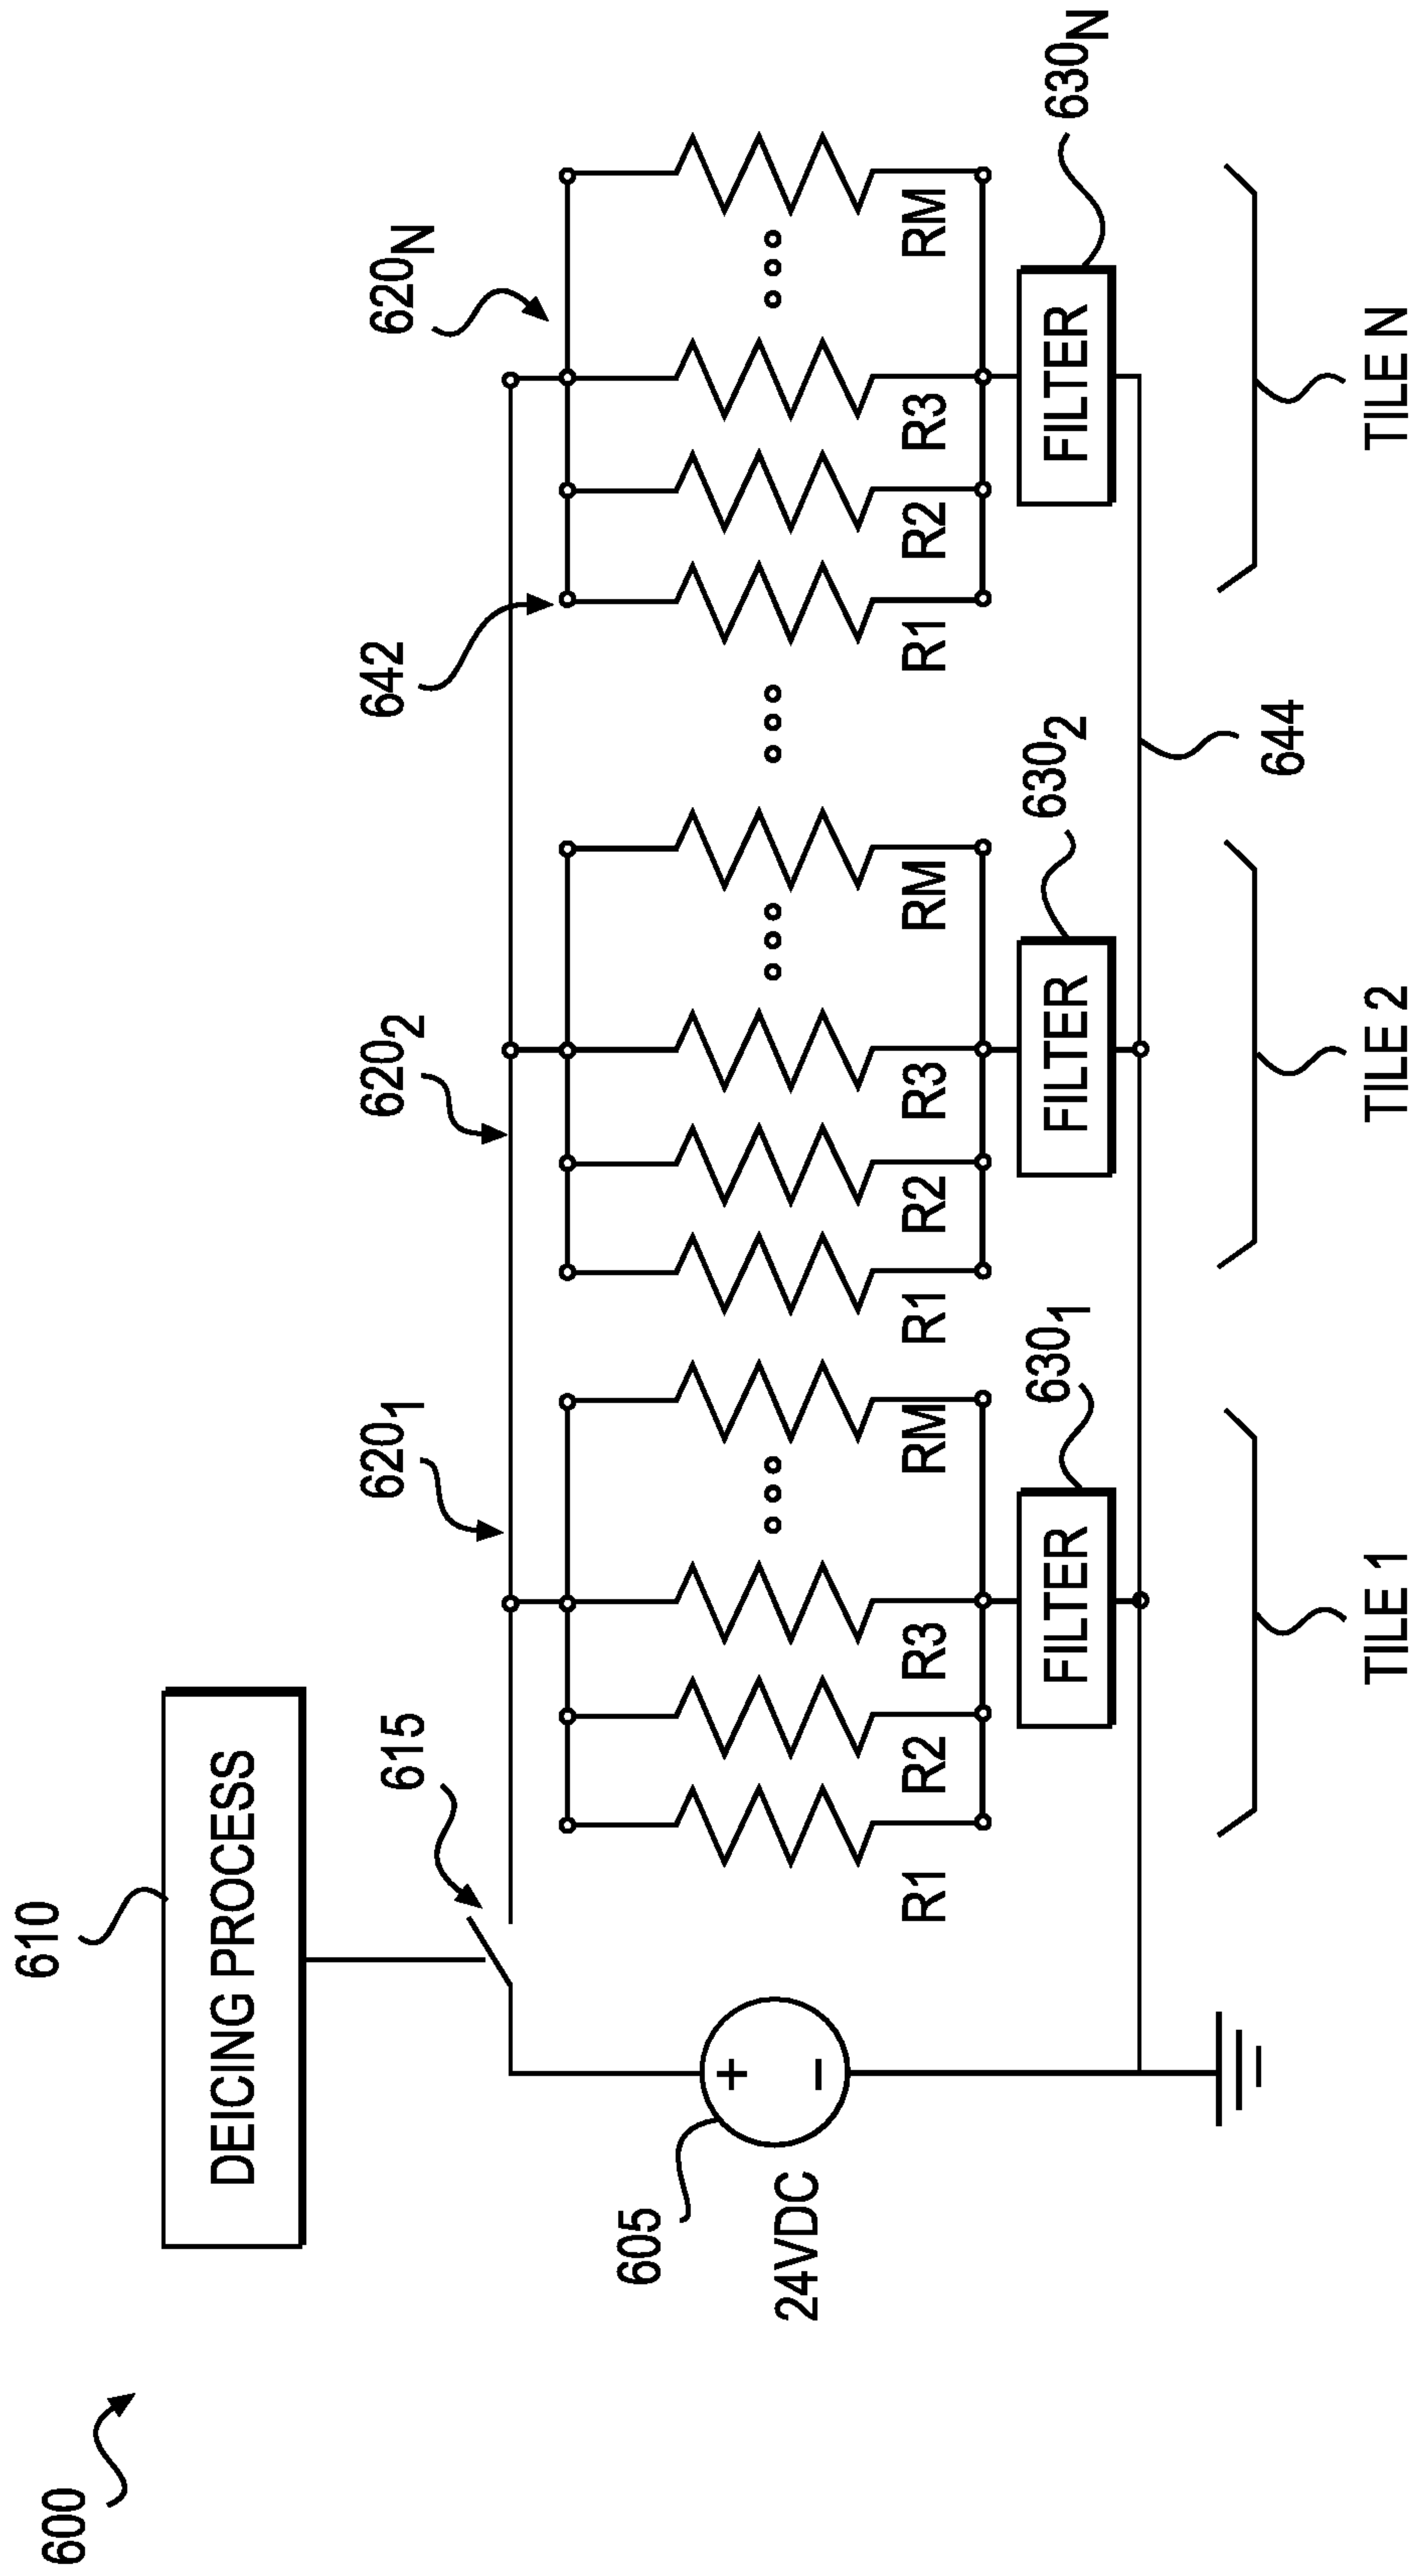 600
610
DEICING PROCESS
615
620₁
620₂
642
620N
605
24VDC
R1
R2
R3
RM
R1
R2
R3
RM
R1
R2
R3
RM
FILTER
630₁
FILTER
630₂
FILTER
630N
644
TILE 1
TILE 2
TILE N